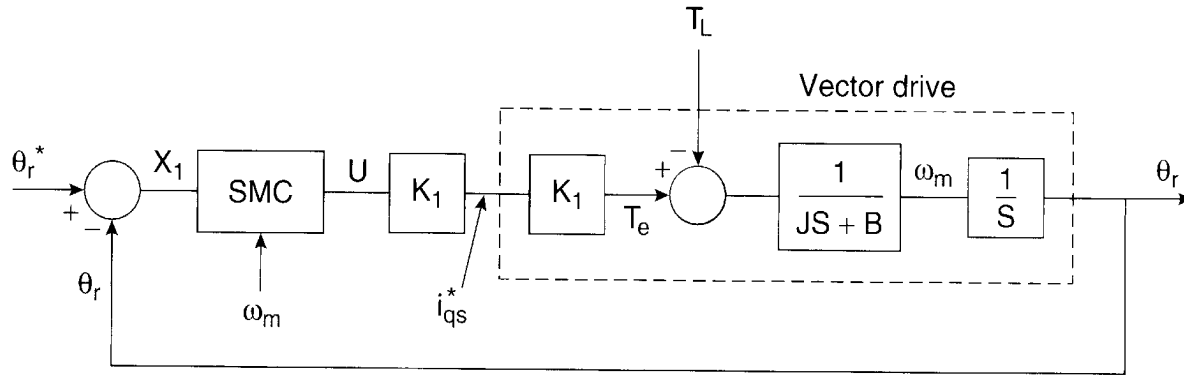 T_L
Vector drive
θ_r*
X_1
SMC
U
K_1
K_1
+ −
1
JS + B
ω_m
1
S
θ_r
+
−
T_e
θ_r
ω_m
i_qs*